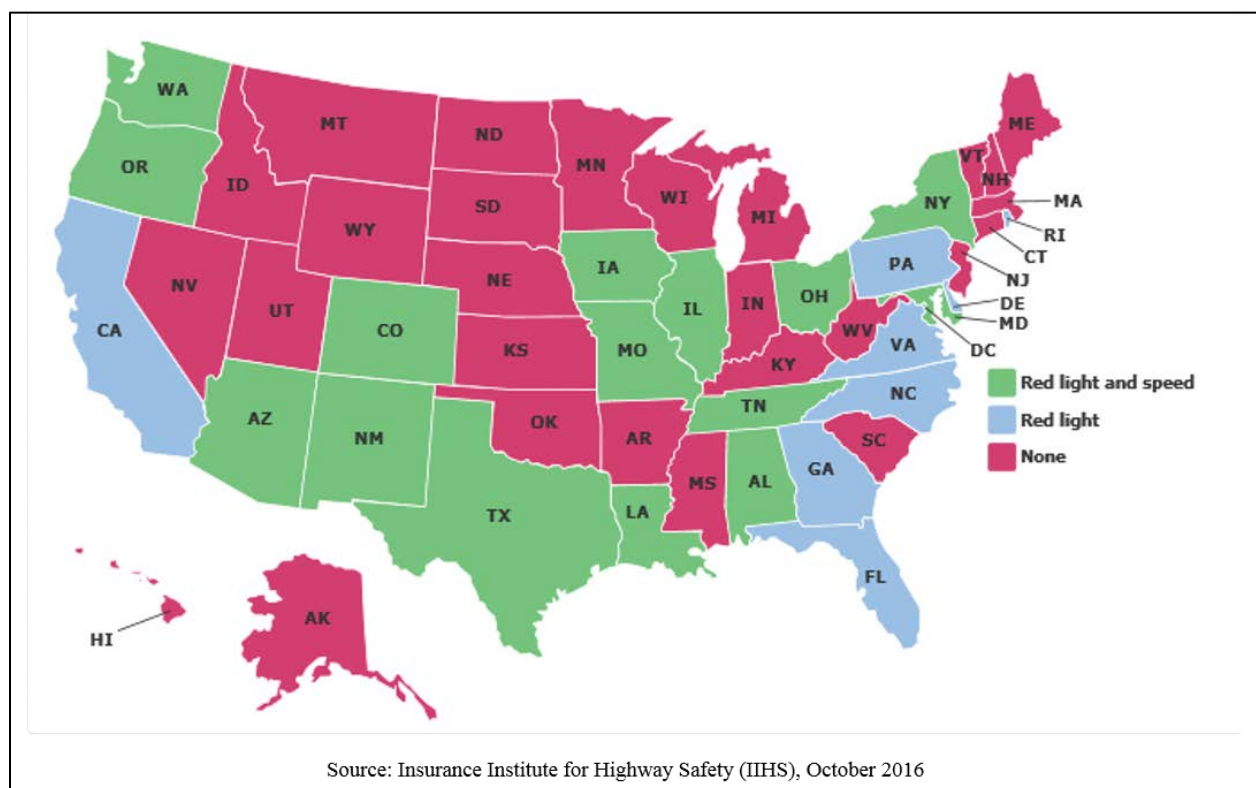 WA
MT
ND
MN
ME
VT
NH
OR
ID
SD
WI
MI
NY
MA
RI
CT
WY
NE
IA
PA
NJ
NV
UT
CO
IL
IN
OH
DE
MD
CA
KS
MO
WV
VA
DC
KY
Red light and speed
AZ
NM
OK
AR
TN
NC
Red light
SC
None
MS
AL
GA
TX
LA
FL
HI
AK
Source: Insurance Institute for Highway Safety (IIHS), October 2016